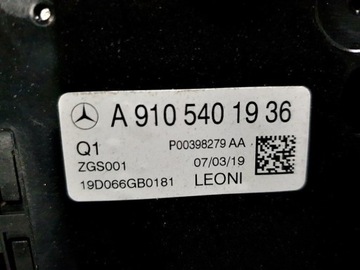 A 910 540 19 36
Q1 P00398279 AA
ZGS001 07/03/19
19D066GB0181 LEONI